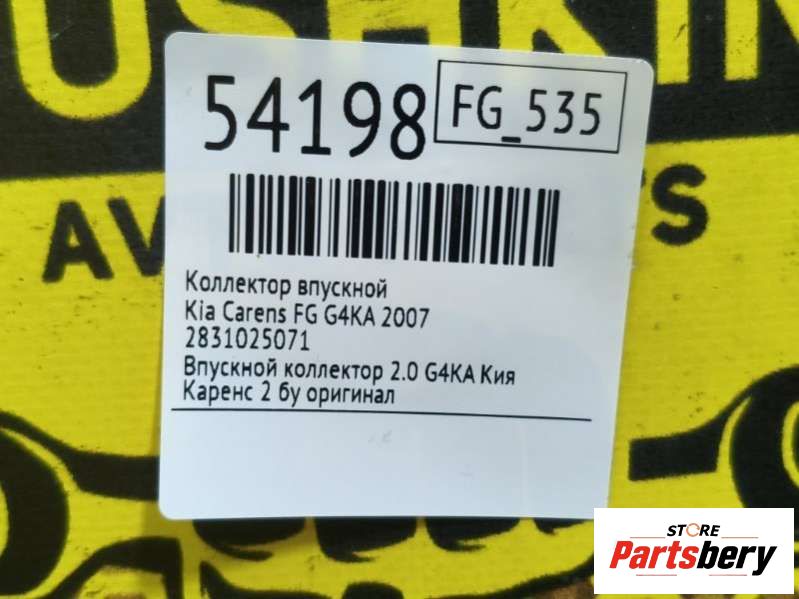 54198
FG_535
Коллектор впускной
Kia Carens FG G4KA 2007
2831025071
Впускной коллектор 2.0 G4KA Кия
Каренс 2 бу оригинал
STORE
Partsbery